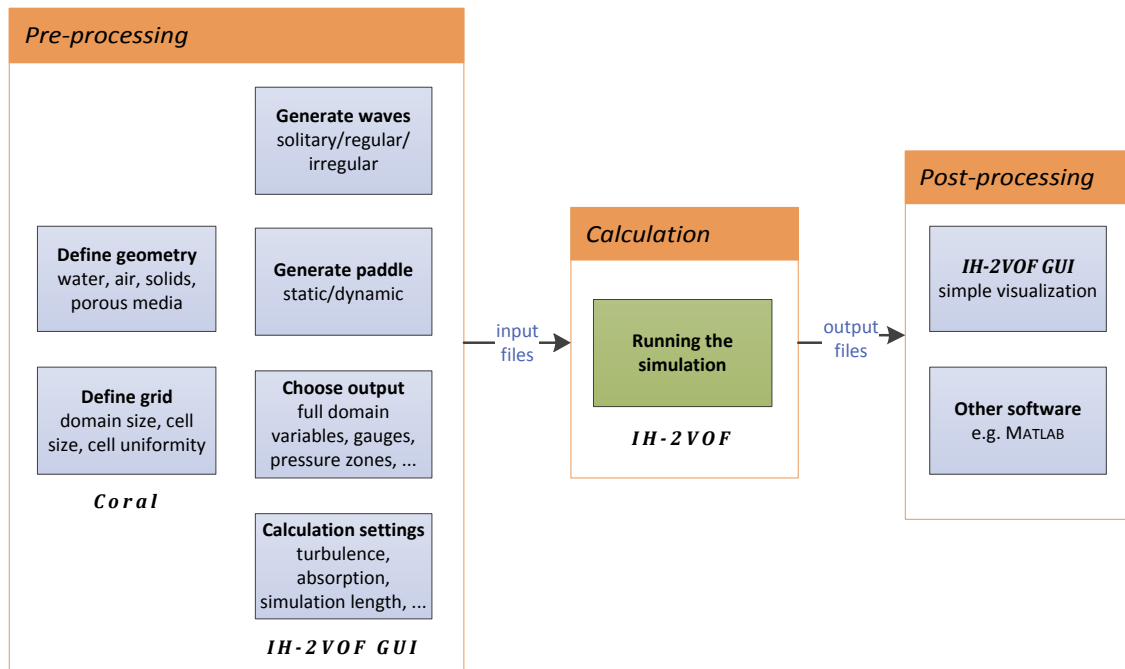 Pre-processing
Generate waves
solitary/regular/
irregular
Define geometry
water, air, solids,
porous media
Generate paddle
static/dynamic
Define grid
domain size, cell
size, cell uniformity
Choose output
full domain
variables, gauges,
pressure zones, ...
Coral
Calculation settings
turbulence,
absorption,
simulation length, ...
IH-2VOF GUI
input
files
Calculation
Running the
simulation
IH-2VOF
output
files
Post-processing
IH-2VOF GUI
simple visualization
Other software
e.g. MATLAB